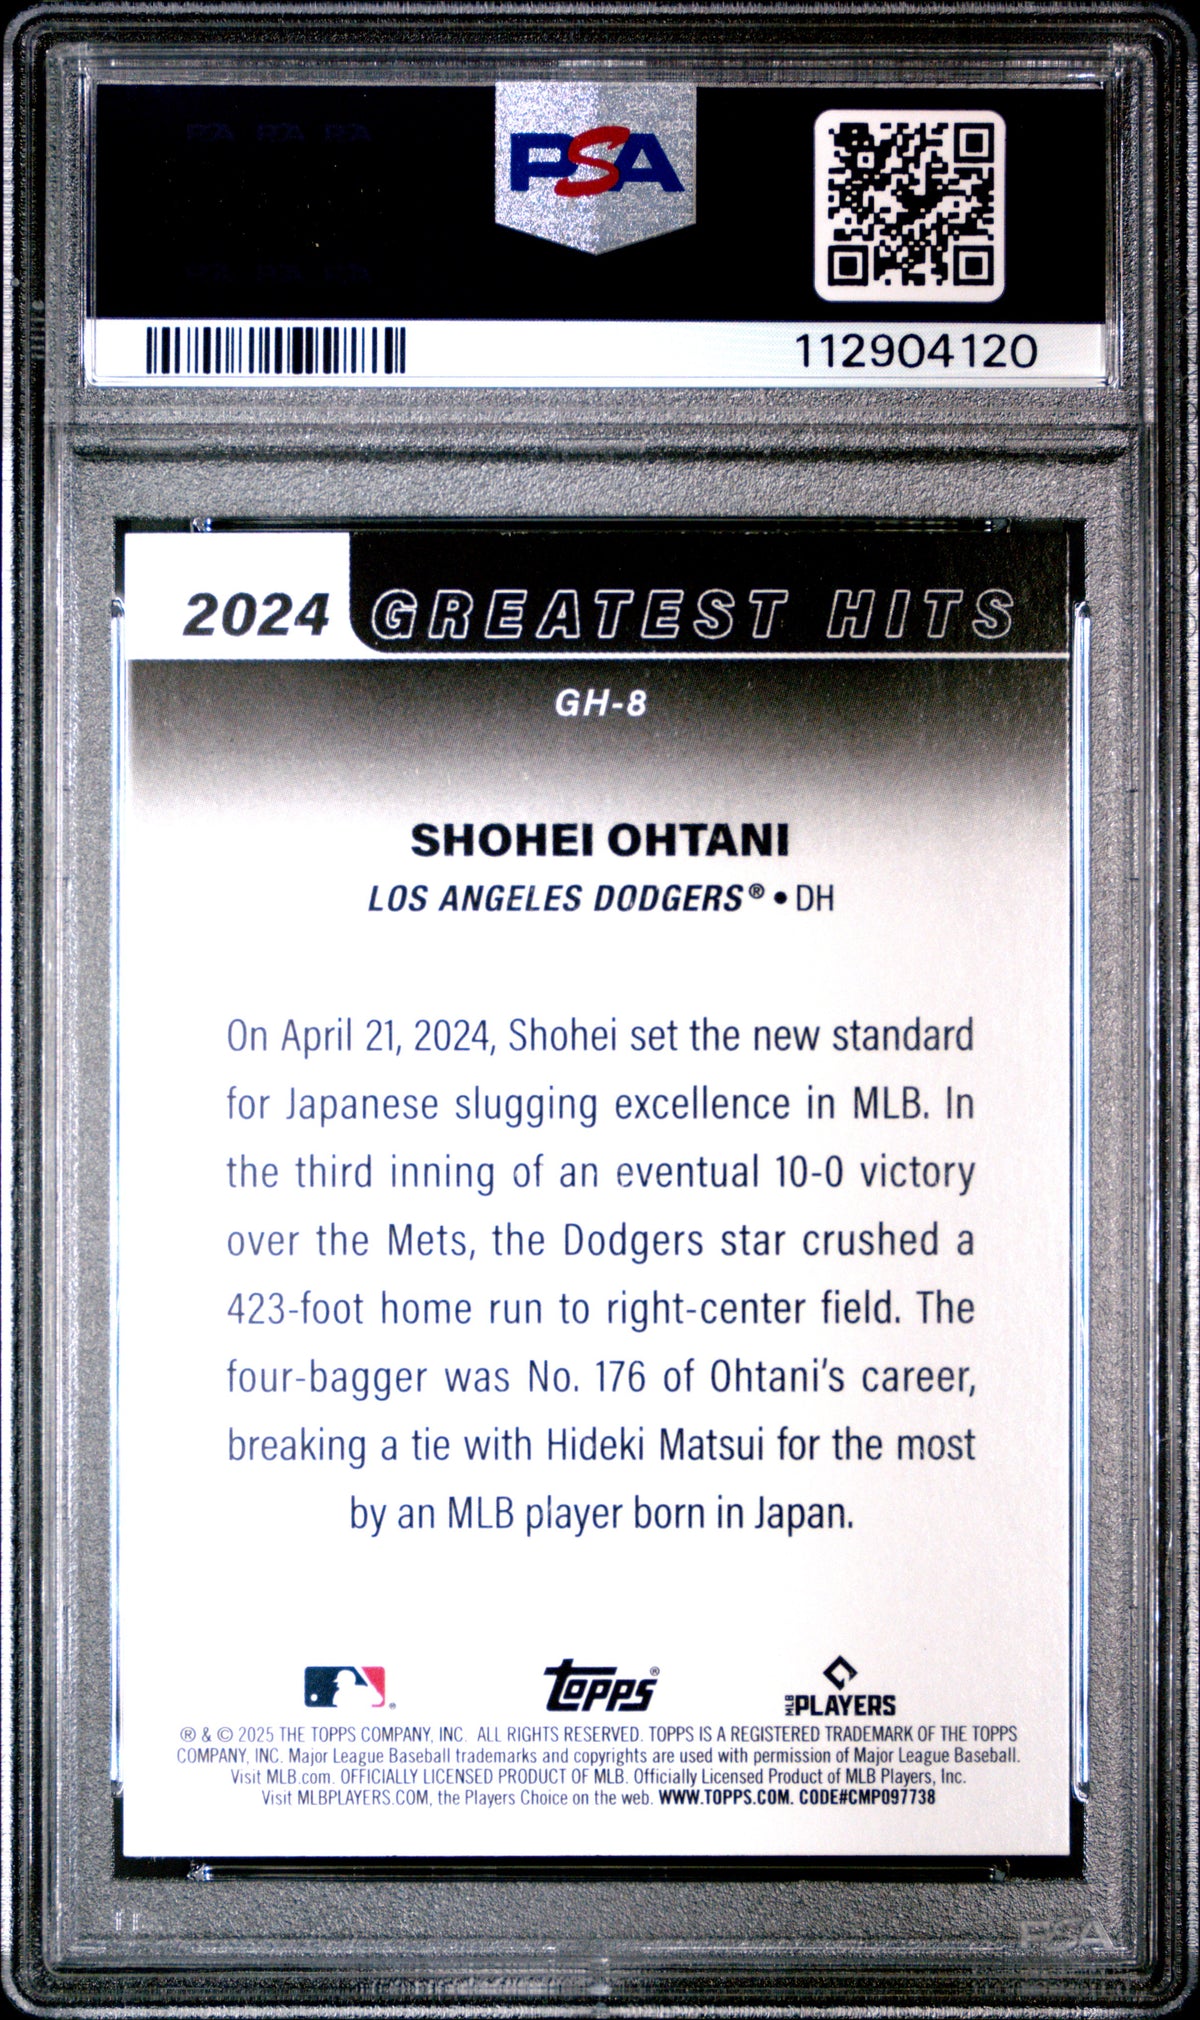 PSA
112904120
2024 GREATEST HITS
GH-8
SHOHEI OHTANI
LOS ANGELES DODGERS® • DH
On April 21, 2024, Shohei set the new standard
for Japanese slugging excellence in MLB. In
the third inning of an eventual 10-0 victory
over the Mets, the Dodgers star crushed a
423-foot home run to right-center field. The
four-bagger was No. 176 of Ohtani's career,
breaking a tie with Hideki Matsui for the most
by an MLB player born in Japan.
Topps®
MLB PLAYERS
® & © 2025 THE TOPPS COMPANY, INC. ALL RIGHTS RESERVED. TOPPS IS A REGISTERED TRADEMARK OF THE TOPPS
COMPANY, INC. Major League Baseball trademarks and copyrights are used with permission of Major League Baseball.
Visit MLB.com. OFFICIALLY LICENSED PRODUCT OF MLB. Officially Licensed Product of MLB Players, Inc.
Visit MLBPLAYERS.COM, the Players Choice on the web. WWW.TOPPS.COM. CODE#CMP097738
PSA